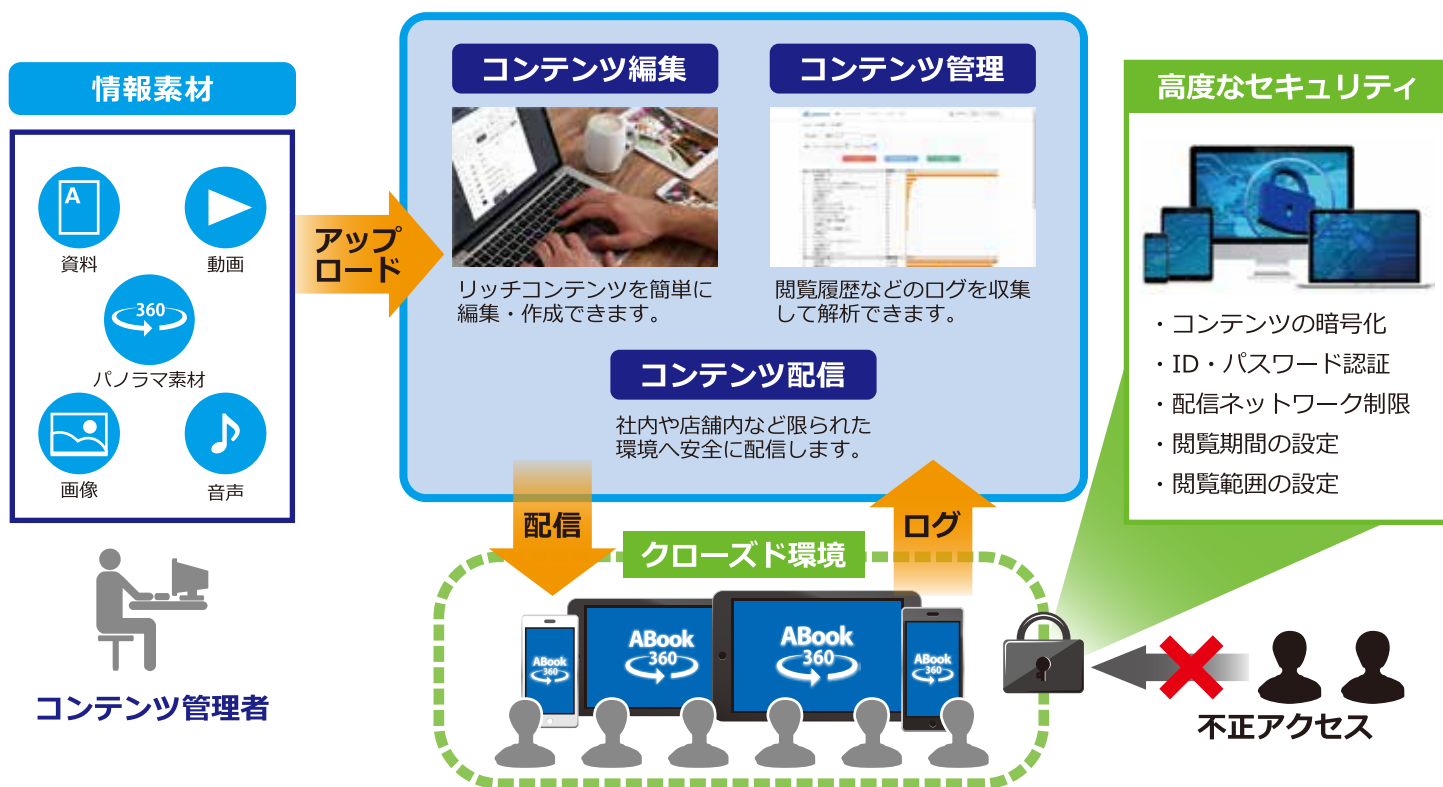 情報素材
A
資料
動画
360
パノラマ素材
画像
音声
コンテンツ管理者
アップ
ロード
コンテンツ編集
リッチコンテンツを簡単に
編集・作成できます。
コンテンツ管理
閲覧履歴などのログを収集
して解析できます。
コンテンツ配信
社内や店舗内など限られた
環境へ安全に配信します。
配信
ログ
クローズド環境
ABook
360
ABook
360
ABook
360
ABook
360
高度なセキュリティ
・コンテンツの暗号化
・ID・パスワード認証
・配信ネットワーク制限
・閲覧期間の設定
・閲覧範囲の設定
不正アクセス